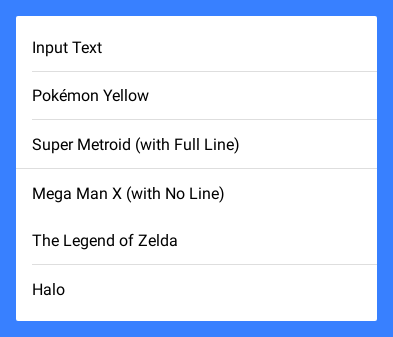 Input Text
Pokémon Yellow
Super Metroid (with Full Line)
Mega Man X (with No Line)
The Legend of Zelda
Halo